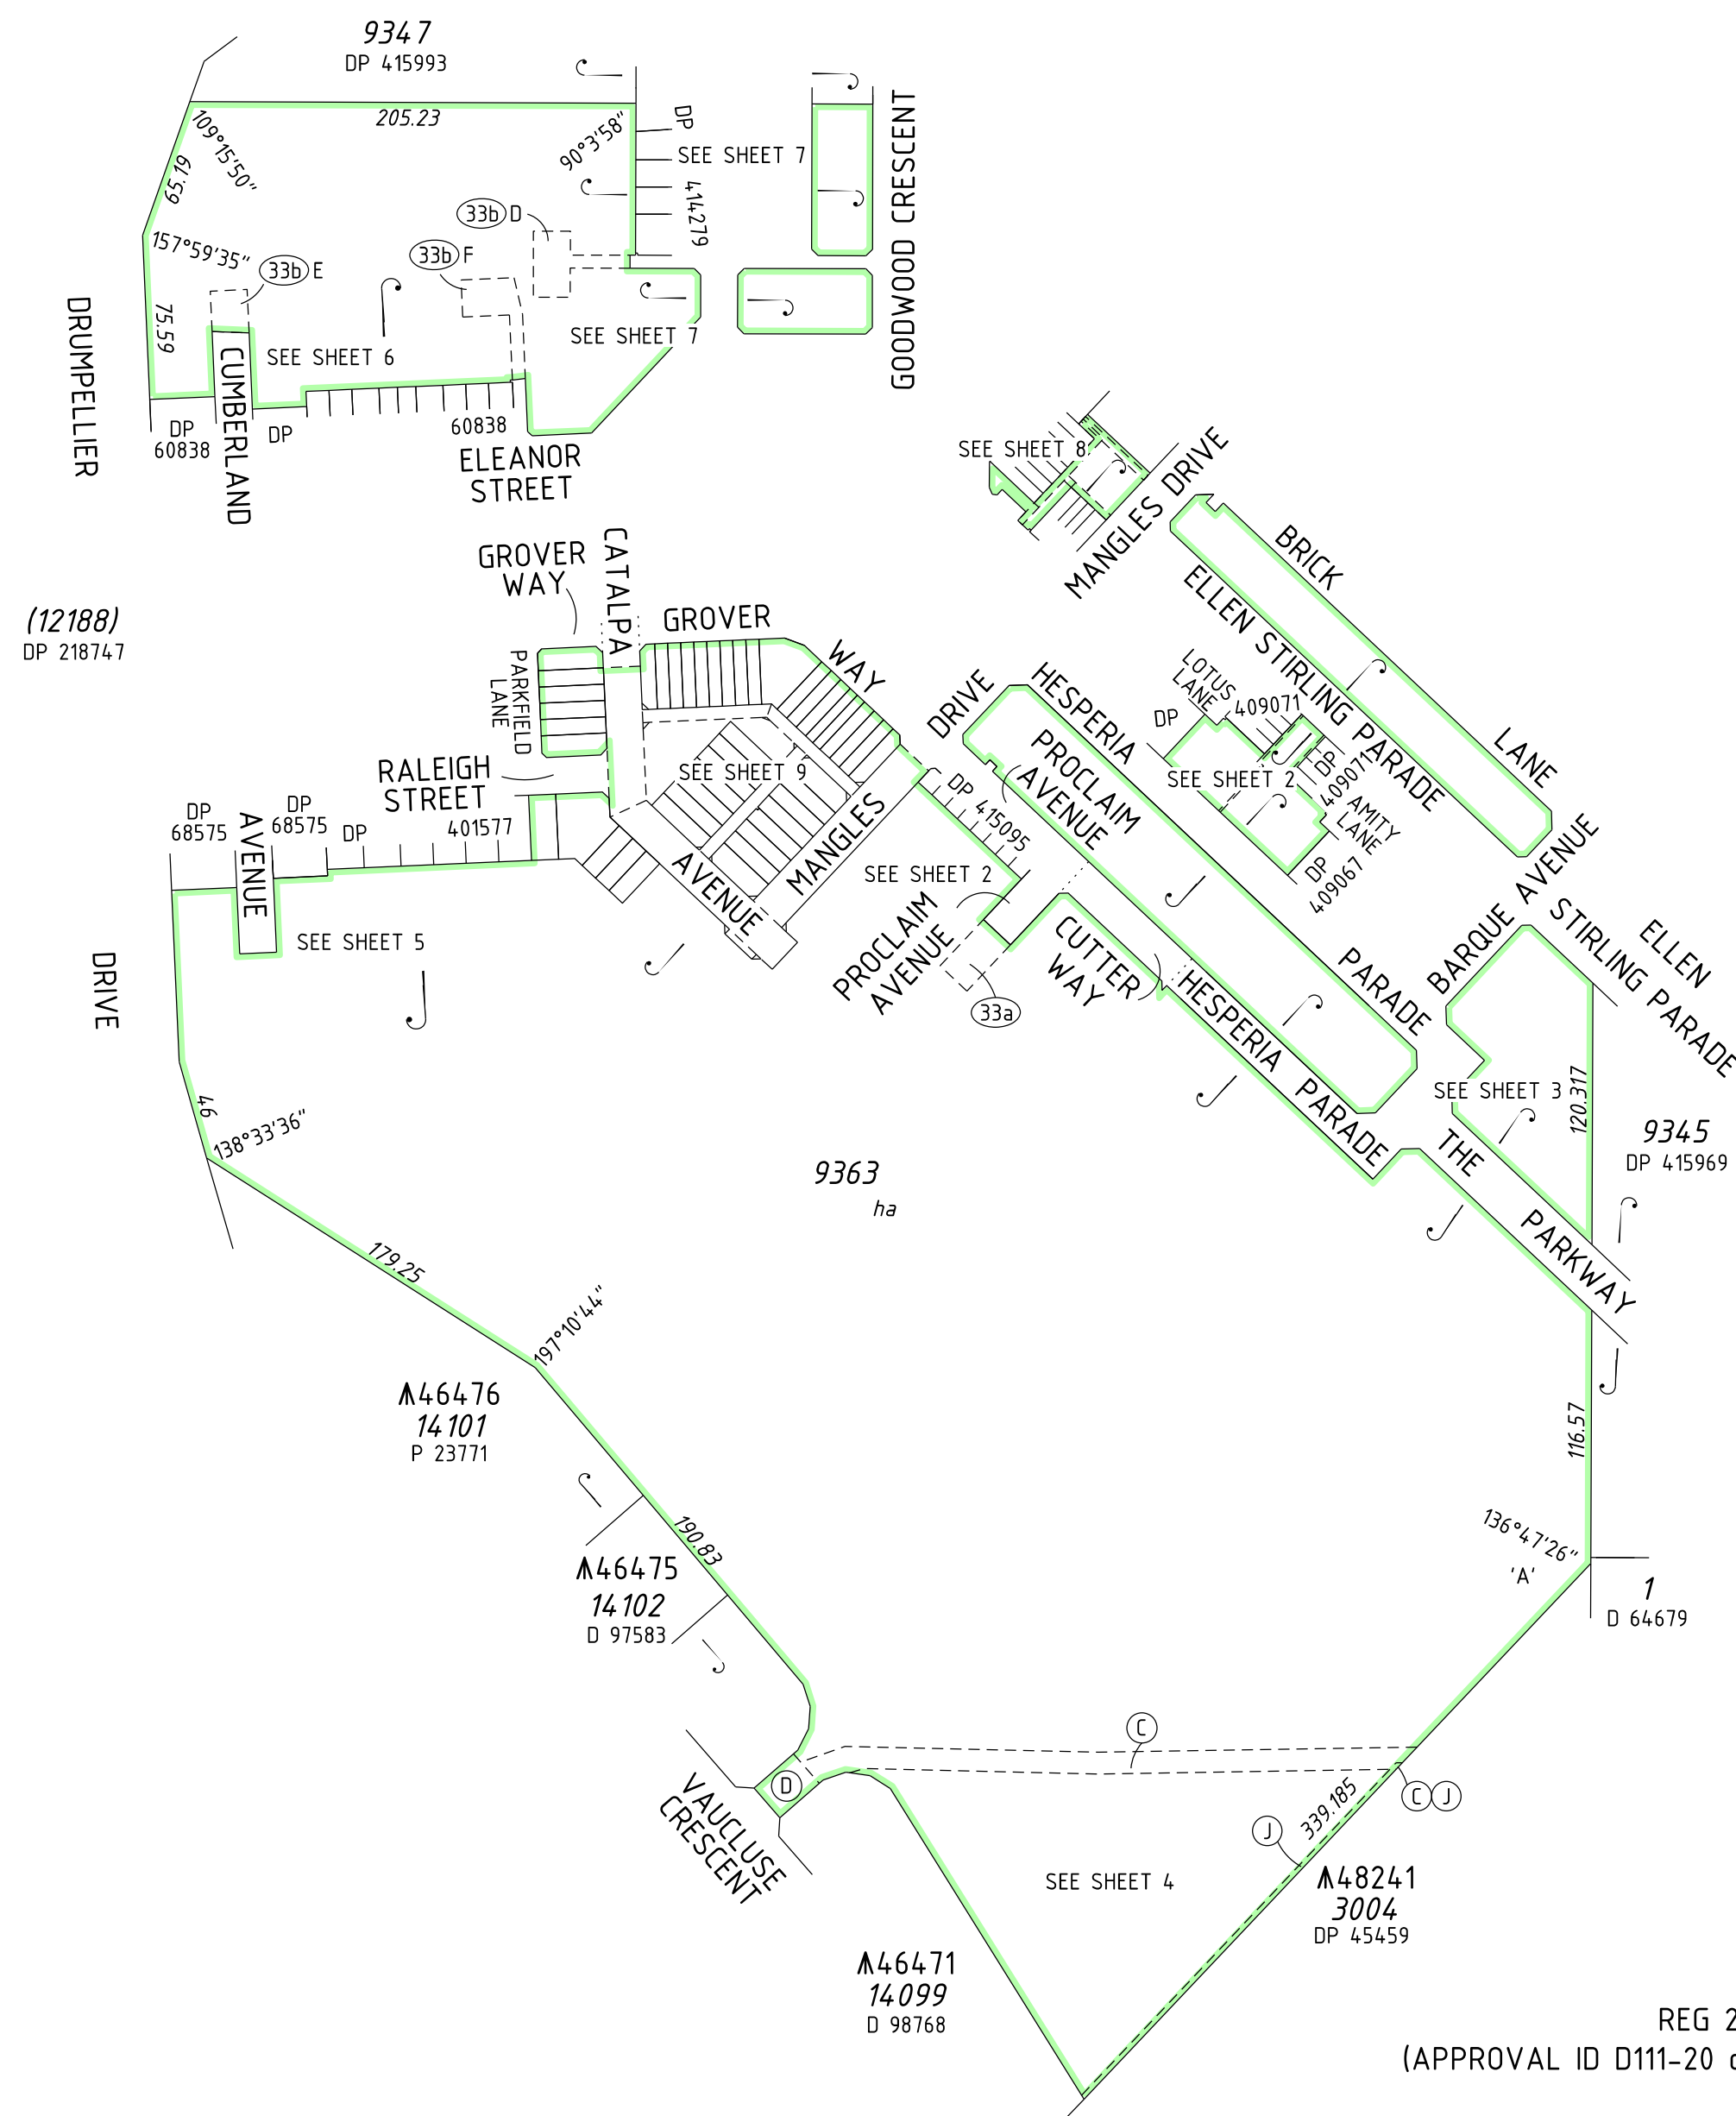 9347
DP 415993
205.23
109°15'50"
90°3'58"
65.19
157°59'35"
75.59
DP
414279
SEE SHEET 7
GOODWOOD CRESCENT
33b D
33b F
33b E
SEE SHEET 7
SEE SHEET 6
DRUMPELLIER
CUMBERLAND
DP
60838
DP
60838
ELEANOR
STREET
SEE SHEET 8
MANGLES DRIVE
BRICK
LANE
ELLEN STIRLING PARADE
GROVER
WAY
CATALPA
GROVER
WAY
(12188)
DP 218747
PARKFIELD
LANE
DRIVE
HESPERIA
PARADE
LOTUS
LANE
DP
409071
SEE SHEET 2
DP
409071
AMITY
LANE
DP
409067
PROCLAIM
AVENUE
SEE SHEET 9
RALEIGH
STREET
DP
68575
DP
68575
DP
401577
AVENUE
MANGLES
AVENUE
DP 415095
SEE SHEET 2
PROCLAIM
AVENUE
33a
CUTTER
WAY
HESPERIA PARADE
BARQUE AVENUE
ELLEN
STIRLING PARADE
SEE SHEET 5
DRIVE
46
138°33'36"
SEE SHEET 3
120.317
9345
DP 415969
THE
PARKWAY
9363
ha
179.25
197°10'44"
46476
14101
P 23771
116.57
136°47'26"
'A'
1
D 64679
190.83
46475
14102
D 97583
C
D
VAUCLUSE
CRESCENT
339.185
C J
J
SEE SHEET 4
48241
3004
DP 45459
46471
14099
D 98768
REG 2
(APPROVAL ID D111-20